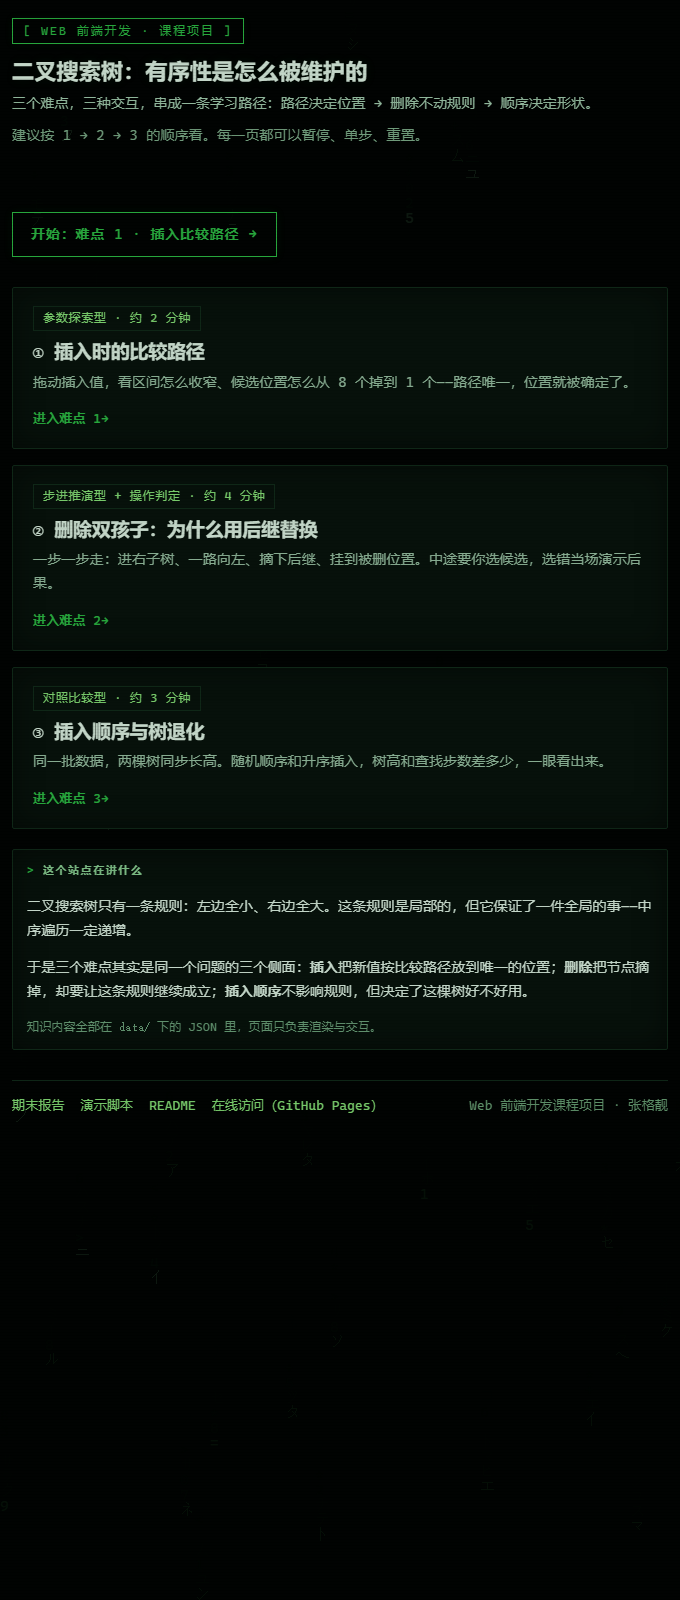 [ WEB 前端开发 · 课程项目 ]
二叉搜索树：有序性是怎么被维护的
三个难点，三种交互，串成一条学习路径：路径决定位置 → 删除不动规则 → 顺序决定形状。
建议按 1 → 2 → 3 的顺序看。每一页都可以暂停、单步、重置。
开始：难点 1 · 插入比较路径 →
参数探索型 · 约 2 分钟
① 插入时的比较路径
拖动插入值，看区间怎么收窄、候选位置怎么从 8 个掉到 1 个——路径唯一，位置就被确定了。
进入难点 1→
步进推演型 + 操作判定 · 约 4 分钟
② 删除双孩子：为什么用后继替换
一步一步走：进右子树、一路向左、摘下后继、挂到被删位置。中途要你选候选，选错当场演示后
果。
进入难点 2→
对照比较型 · 约 3 分钟
③ 插入顺序与树退化
同一批数据，两棵树同步长高。随机顺序和升序插入，树高和查找步数差多少，一眼看出来。
进入难点 3→
> 这个站点在讲什么
二叉搜索树只有一条规则：左边全小、右边全大。这条规则是局部的，但它保证了一件全局的事——中
序遍历一定递增。
于是三个难点其实是同一个问题的三个侧面：插入把新值按比较路径放到唯一的位置；删除把节点摘
掉，却要让这条规则继续成立；插入顺序不影响规则，但决定了这棵树好不好用。
知识内容全部在 data/ 下的 JSON 里，页面只负责渲染与交互。
期末报告 演示脚本 README 在线访问（GitHub Pages） Web 前端开发课程项目 · 张格靓